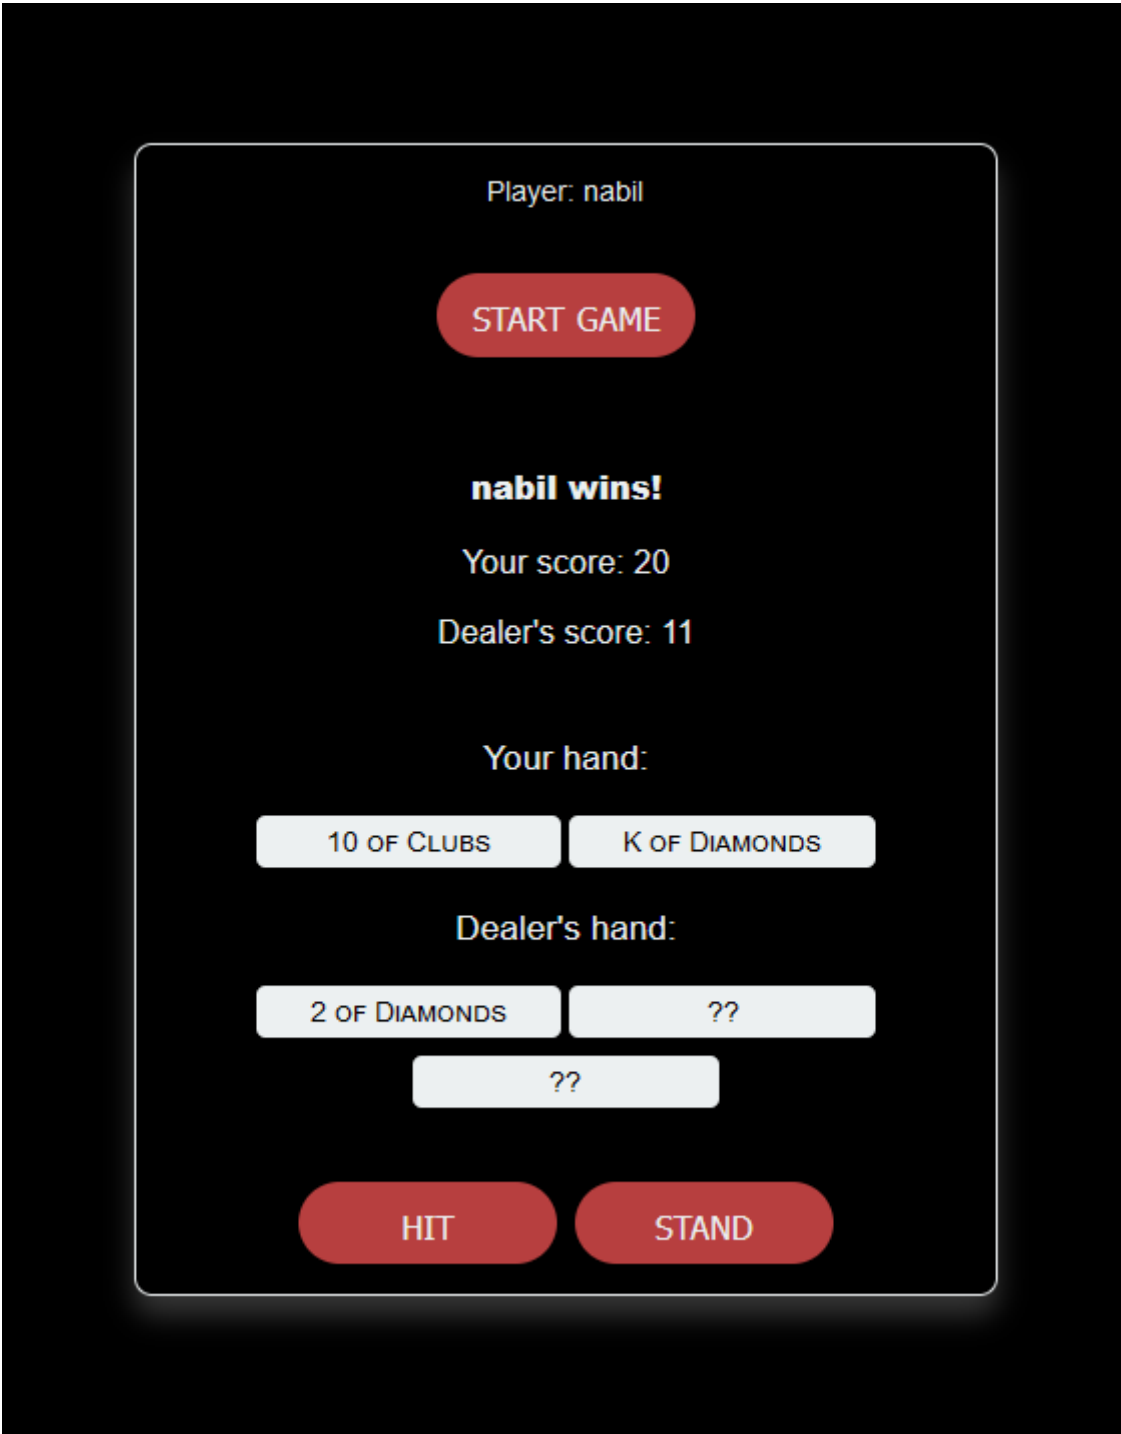 Player: nabil
START GAME
nabil wins!
Your score: 20
Dealer's score: 11
Your hand:
10 of Clubs K of Diamonds
Dealer's hand:
2 of Diamonds ??
??
HIT STAND